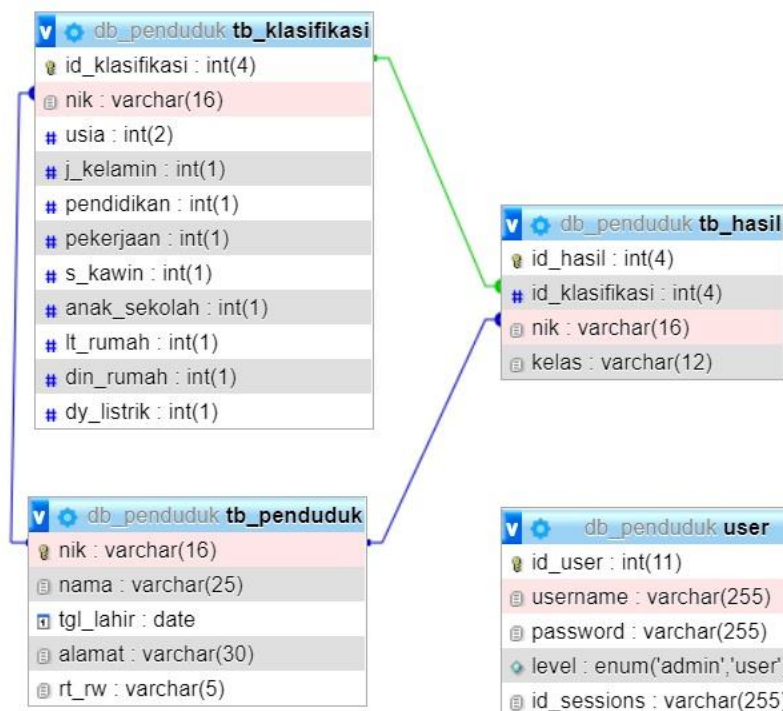 v db_penduduk tb_klasifikasi
id_klasifikasi : int(4)
nik : varchar(16)
# usia : int(2)
# j_kelamin : int(1)
# pendidikan : int(1)
# pekerjaan : int(1)
# s_kawin : int(1)
# anak_sekolah : int(1)
# lt_rumah : int(1)
# din_rumah : int(1)
# dy_listrik : int(1)
v db_penduduk tb_hasil
id_hasil : int(4)
# id_klasifikasi : int(4)
nik : varchar(16)
kelas : varchar(12)
v db_penduduk tb_penduduk
nik : varchar(16)
nama : varchar(25)
tgl_lahir : date
alamat : varchar(30)
rt_rw : varchar(5)
v db_penduduk user
id_user : int(11)
username : varchar(255)
password : varchar(255)
level : enum('admin','user'
id_sessions : varchar(255)